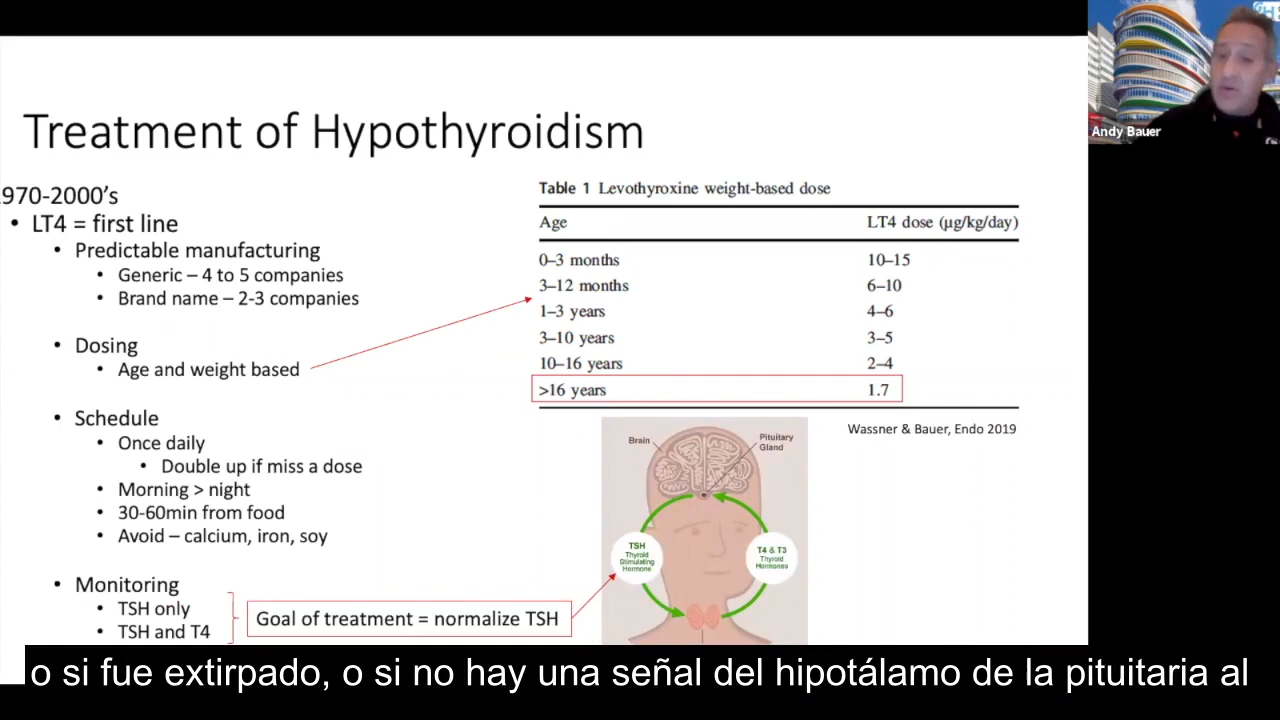 Treatment of Hypothyroidism
970-2000's
• LT4 = first line
• Predictable manufacturing
• Generic – 4 to 5 companies
• Brand name – 2-3 companies
• Dosing
• Age and weight based
• Schedule
• Once daily
• Double up if miss a dose
• Morning > night
• 30-60min from food
• Avoid – calcium, iron, soy
• Monitoring
• TSH only
• TSH and T4
Goal of treatment = normalize TSH
Table 1 Levothyroxine weight-based dose
Age LT4 dose (µg/kg/day)
0–3 months 10–15
3–12 months 6–10
1–3 years 4–6
3–10 years 3–5
10–16 years 2–4
>16 years 1.7
Wassner & Bauer, Endo 2019
Brain
Pituitary
Gland
TSH
Thyroid
Stimulating
Hormone
T4 & T3
Thyroid
Hormones
Andy Bauer
o si fue extirpado, o si no hay una señal del hipotálamo de la pituitaria al